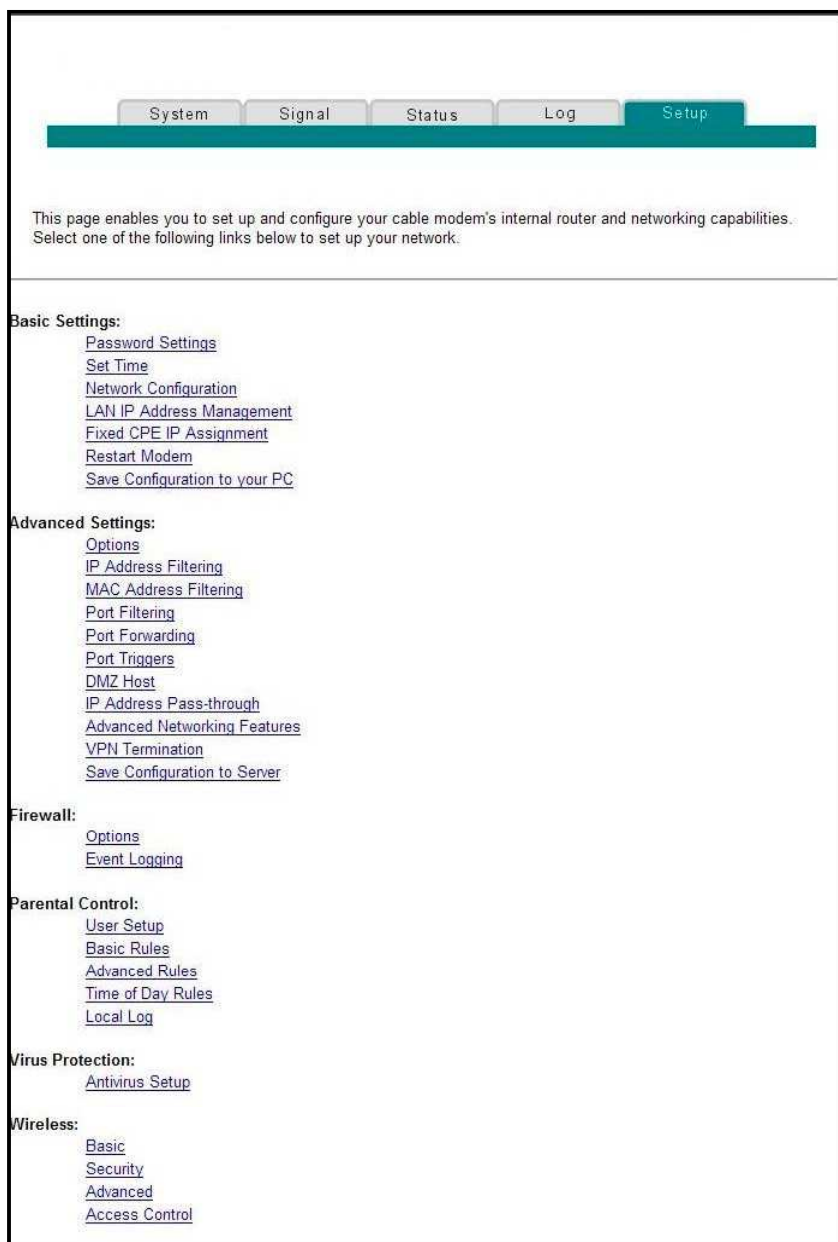 System Signal Status Log Setup
This page enables you to set up and configure your cable modem's internal router and networking capabilities.
Select one of the following links below to set up your network.
Basic Settings:
Password Settings
Set Time
Network Configuration
LAN IP Address Management
Fixed CPE IP Assignment
Restart Modem
Save Configuration to your PC
Advanced Settings:
Options
IP Address Filtering
MAC Address Filtering
Port Filtering
Port Forwarding
Port Triggers
DMZ Host
IP Address Pass-through
Advanced Networking Features
VPN Termination
Save Configuration to Server
Firewall:
Options
Event Logging
Parental Control:
User Setup
Basic Rules
Advanced Rules
Time of Day Rules
Local Log
Virus Protection:
Antivirus Setup
Wireless:
Basic
Security
Advanced
Access Control